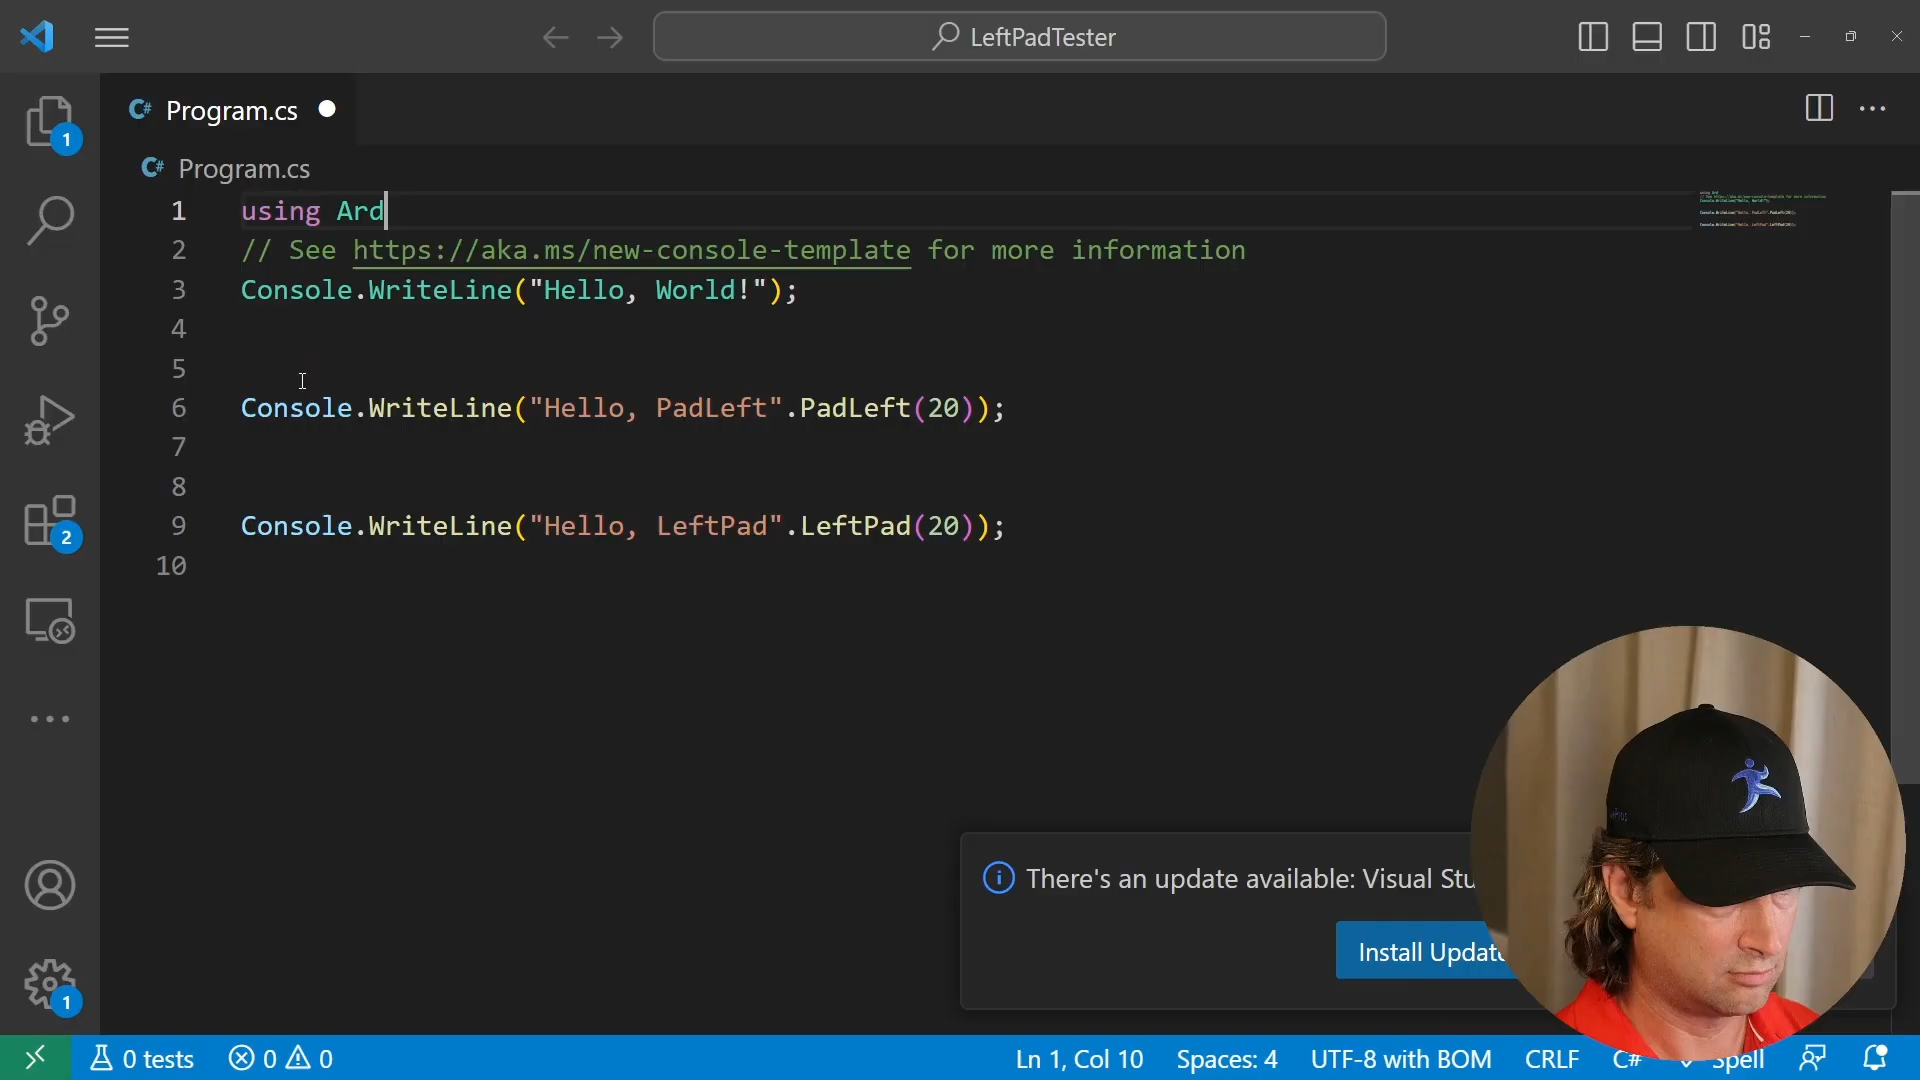 LeftPadTester
1
C# Program.cs
C# Program.cs
1 using Ard
2 // See https://aka.ms/new-console-template for more information
3 Console.WriteLine("Hello, World!");
4
5
6 Console.WriteLine("Hello, PadLeft".PadLeft(20));
7
8
9 Console.WriteLine("Hello, LeftPad".LeftPad(20));
10
2
There's an update available: Visual Stu
Install Update
1
0 tests 0 0 Ln 1, Col 10 Spaces: 4 UTF-8 with BOM CRLF C# Spell